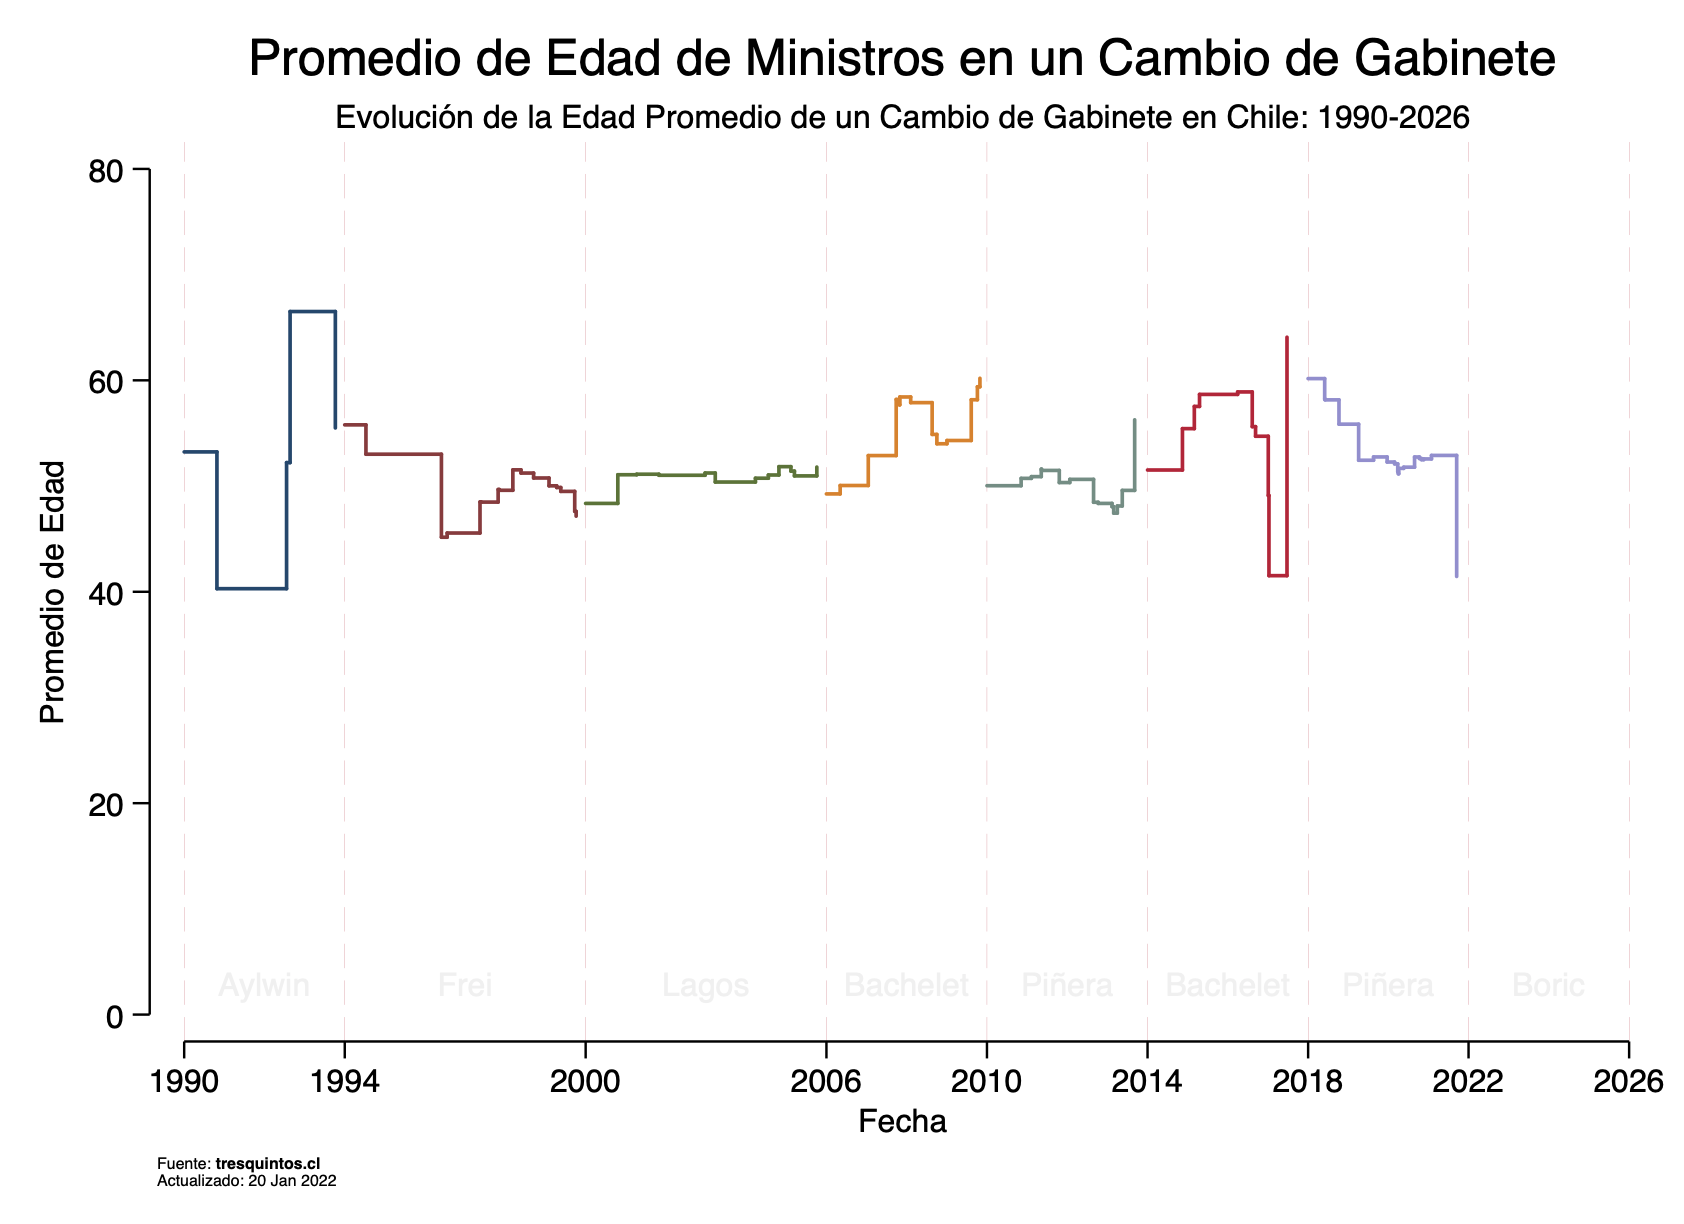 Promedio de Edad de Ministros en un Cambio de Gabinete
Evolución de la Edad Promedio de un Cambio de Gabinete en Chile: 1990-2026
80
60
40
20
0
Promedio de Edad
Aylwin Frei Lagos Bachelet Piñera Bachelet Piñera Boric
1990 1994 2000 2006 2010 2014 2018 2022 2026
Fecha
Fuente: tresquintos.cl
Actualizado: 20 Jan 2022